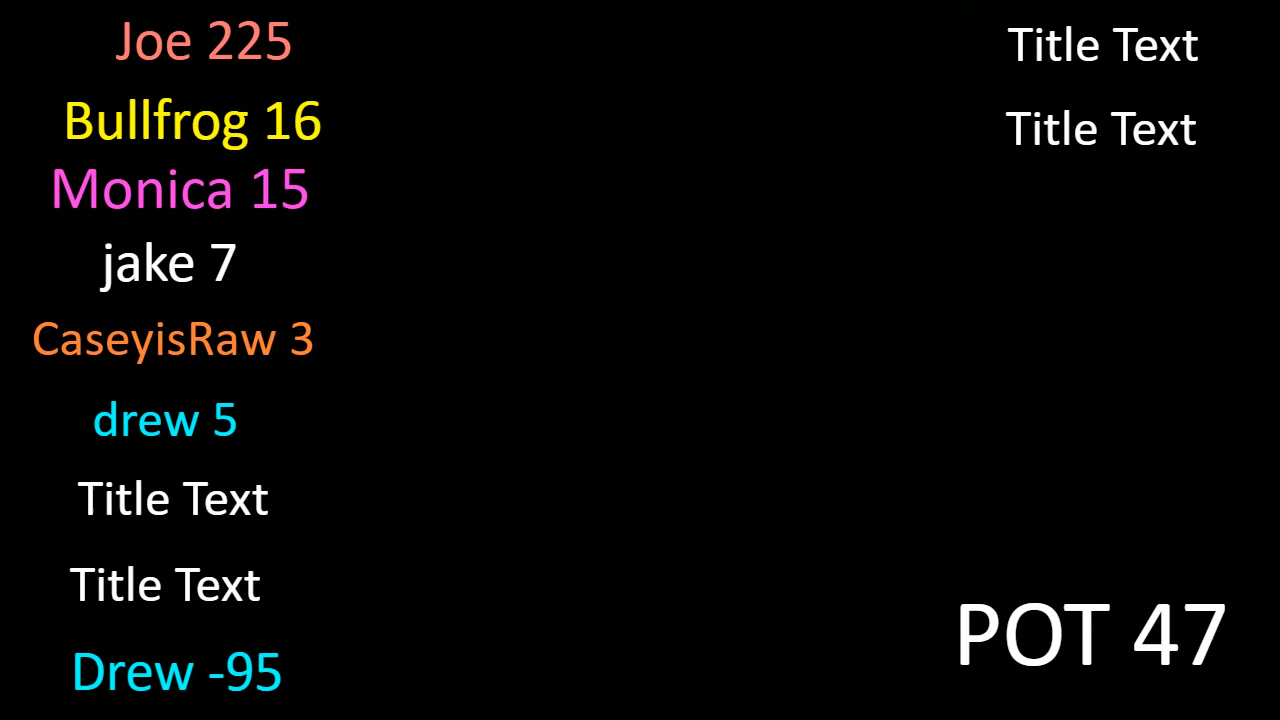 Joe 225
Bullfrog 16
Monica 15
jake 7
CaseyisRaw 3
drew 5
Title Text
Title Text
Drew -95
Title Text
Title Text
POT 47